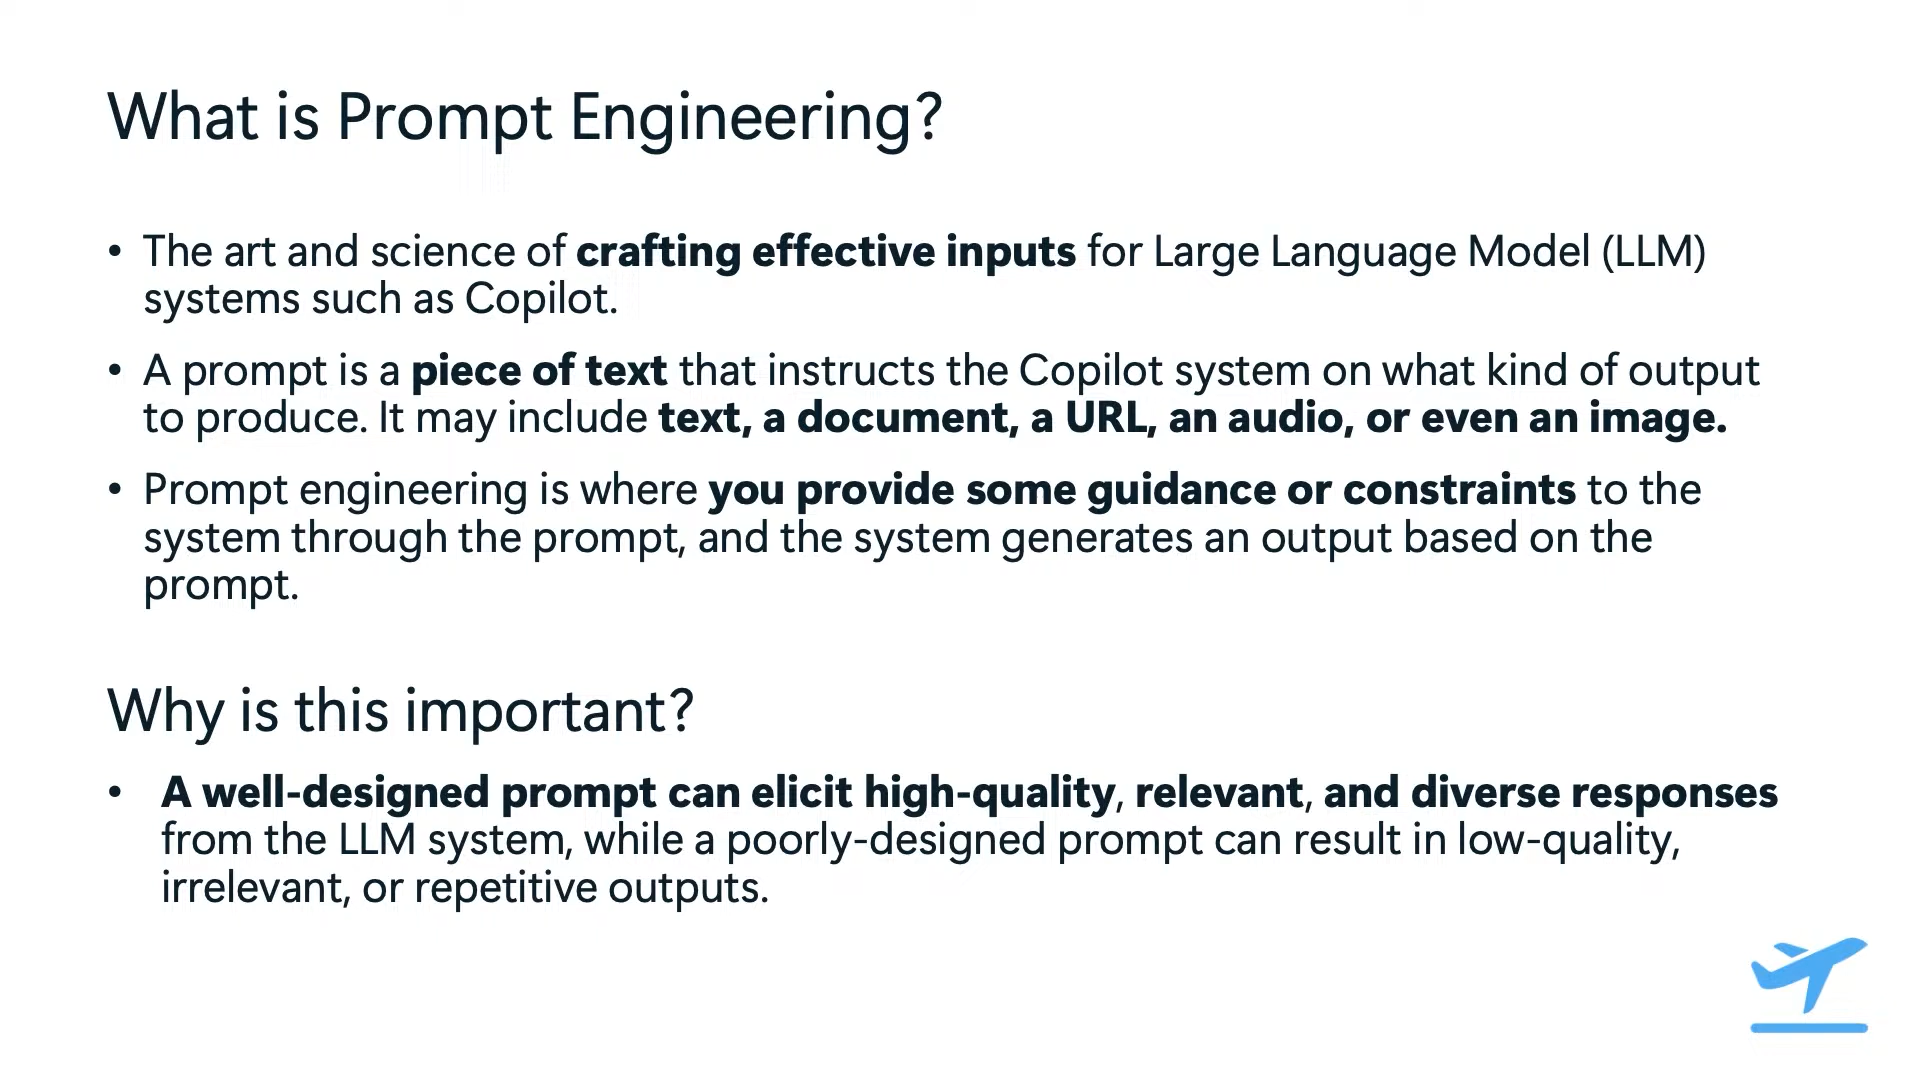 What is Prompt Engineering?
• The art and science of crafting effective inputs for Large Language Model (LLM)
systems such as Copilot.
• A prompt is a piece of text that instructs the Copilot system on what kind of output
to produce. It may include text, a document, a URL, an audio, or even an image.
• Prompt engineering is where you provide some guidance or constraints to the
system through the prompt, and the system generates an output based on the
prompt.
Why is this important?
• A well-designed prompt can elicit high-quality, relevant, and diverse responses
from the LLM system, while a poorly-designed prompt can result in low-quality,
irrelevant, or repetitive outputs.